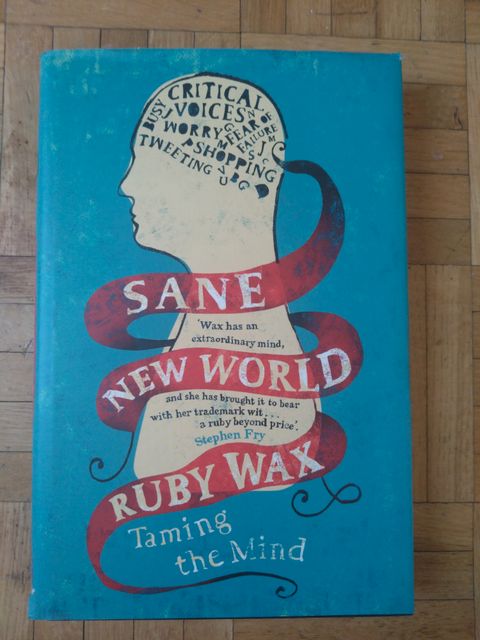 CRITICAL
BUSY
VOICES
FEAR OF
WORRY
FAILURE
SHOPPING
TWEETING
SANE
'Wax has an
extraordinary mind,
NEW WORLD
and she has brought it to bear
with her trademark wit . . .
a ruby beyond price'.
Stephen Fry
RUBY WAX
Taming
the Mind